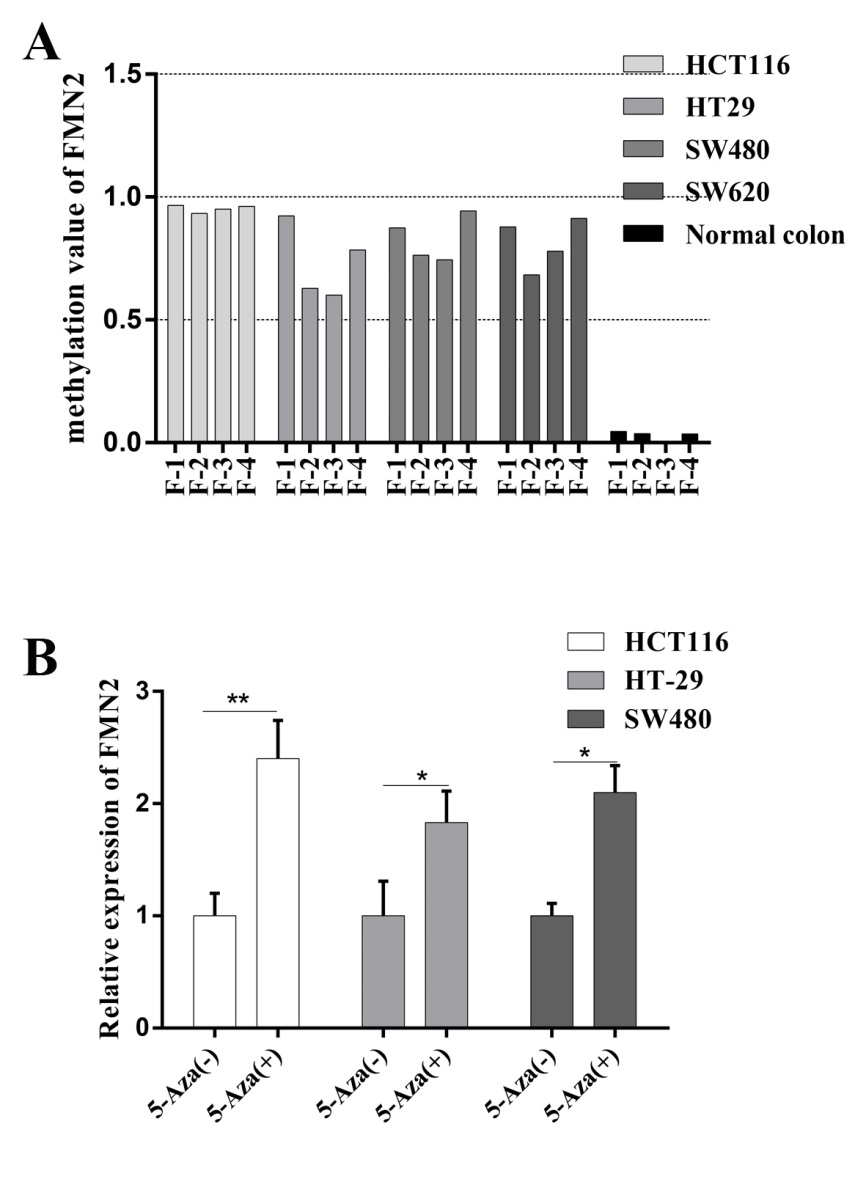 A
methylation value of FMN2
1.5
1.0
0.5
0.0
HCT116
HT29
SW480
SW620
Normal colon
F-1 F-2 F-3 F-4 F-1 F-2 F-3 F-4 F-1 F-2 F-3 F-4 F-1 F-2 F-3 F-4 F-1 F-2 F-3 F-4
B
Relative expression of FMN2
3
2
1
0
HCT116
HT-29
SW480
** * *
5-Aza(-) 5-Aza(+) 5-Aza(-) 5-Aza(+) 5-Aza(-) 5-Aza(+)